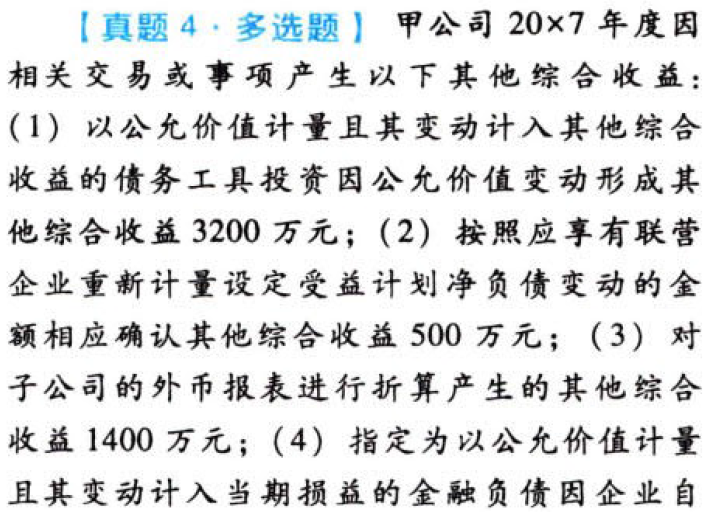 【真题 4·多选题】 甲公司 20×7 年度因
相关交易或事项产生以下其他综合收益：
（1）以公允价值计量且其变动计入其他综合
收益的债务工具投资因公允价值变动形成其
他综合收益 3200 万元；（2）按照应享有联营
企业重新计量设定受益计划净负债变动的金
额相应确认其他综合收益 500 万元；（3）对
子公司的外币报表进行折算产生的其他综合
收益 1400 万元；（4）指定为以公允价值计量
且其变动计入当期损益的金融负债因企业自